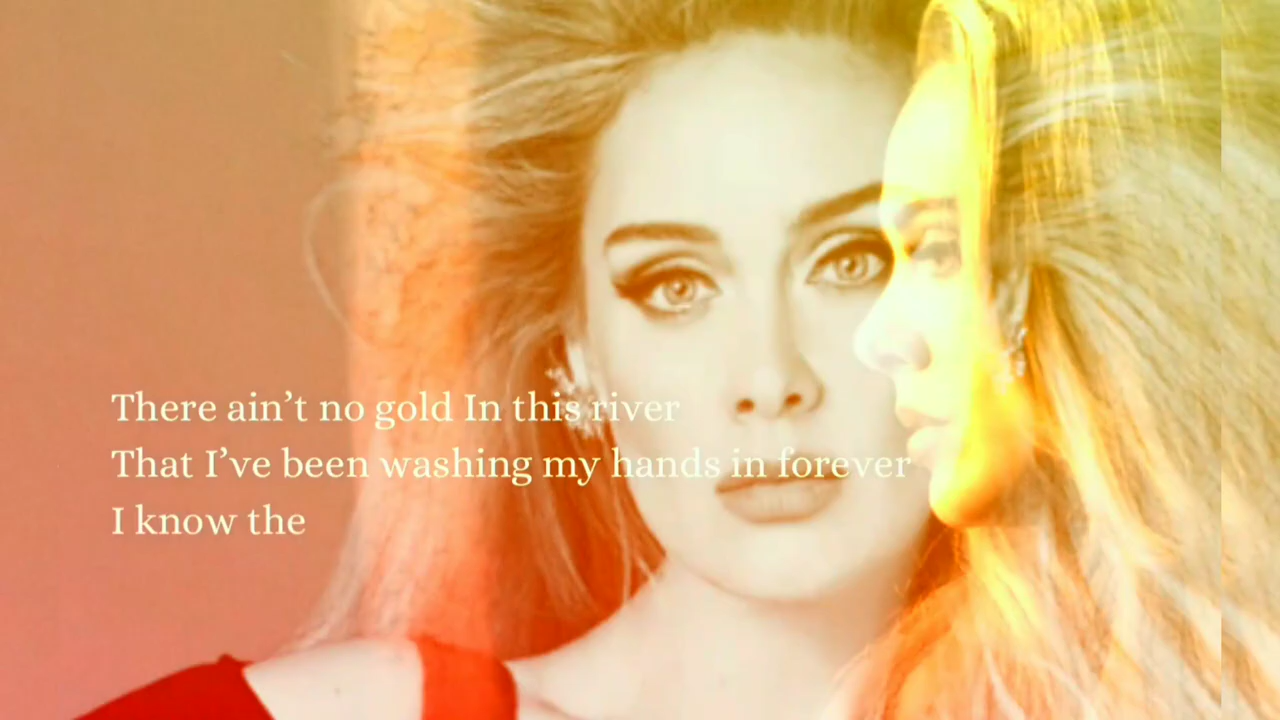 There ain’t no gold In this river
That I’ve been washing my hands in forever
I know the